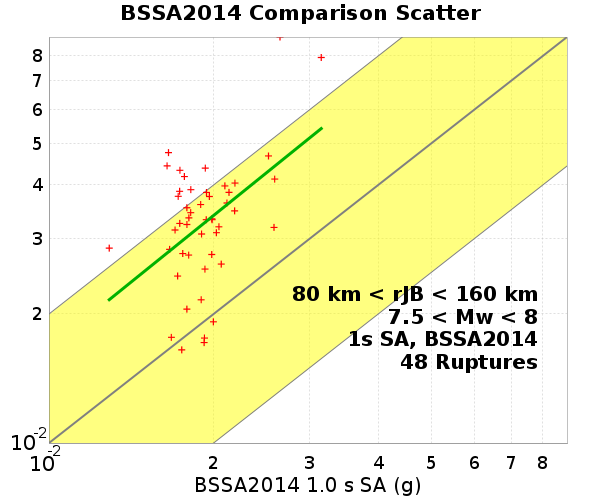 BSSA2014 Comparison Scatter
8
7
6
5
4
3
2
10-2
80 km < rJB < 160 km
7.5 < Mw < 8
1s SA, BSSA2014
48 Ruptures
10-2 2 3 4 5 6 7 8
BSSA2014 1.0 s SA (g)